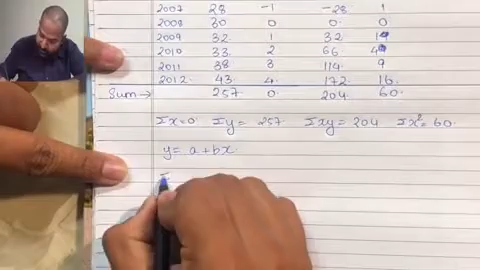 2007 28 -1 -28 1
2008 30 0 0 0
2009 32 1 32 1
2010 33 2 66 4
2011 38 3 114 9
2012 43 4 172 16
Sum → 257 0 204 60
Σx=0 Σy = 257 Σxy = 204 Σx²= 60
y = a + bx
Σ